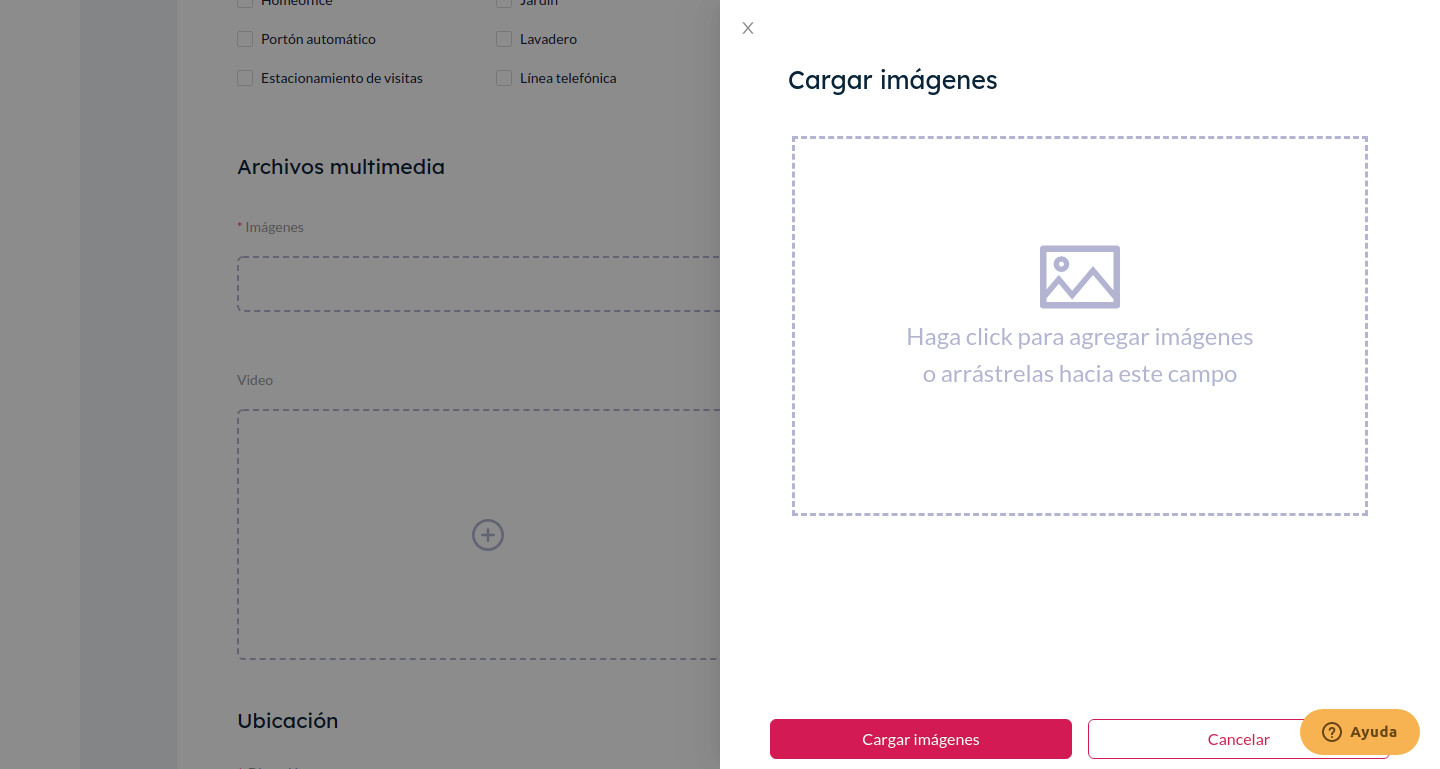 Homeoffice
Jardín
Portón automático
Lavadero
Estacionamiento de visitas
Línea telefónica
Archivos multimedia
* Imágenes
Video
Ubicación
Cargar imágenes
Haga click para agregar imágenes
o arrástrelas hacia este campo
Cargar imágenes
Cancelar
Ayuda